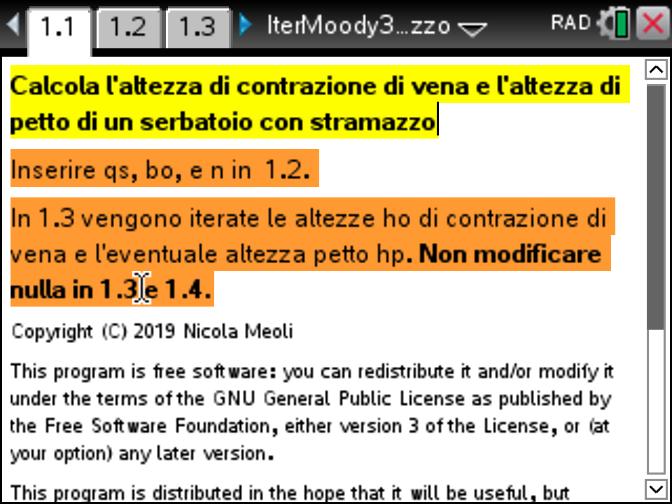 1.1 1.2 1.3 IterMoody3...zzo RAD
Calcola l'altezza di contrazione di vena e l'altezza di
petto di un serbatoio con stramazzo
Inserire qs, bo, e n in 1.2.
In 1.3 vengono iterate le altezze ho di contrazione di
vena e l'eventuale altezza petto hp. Non modificare
nulla in 1.3 e 1.4.
Copyright (C) 2019 Nicola Meoli
This program is free software: you can redistribute it and/or modify it
under the terms of the GNU General Public License as published by
the Free Software Foundation, either version 3 of the License, or (at
your option) any later version.
This program is distributed in the hope that it will be useful, but